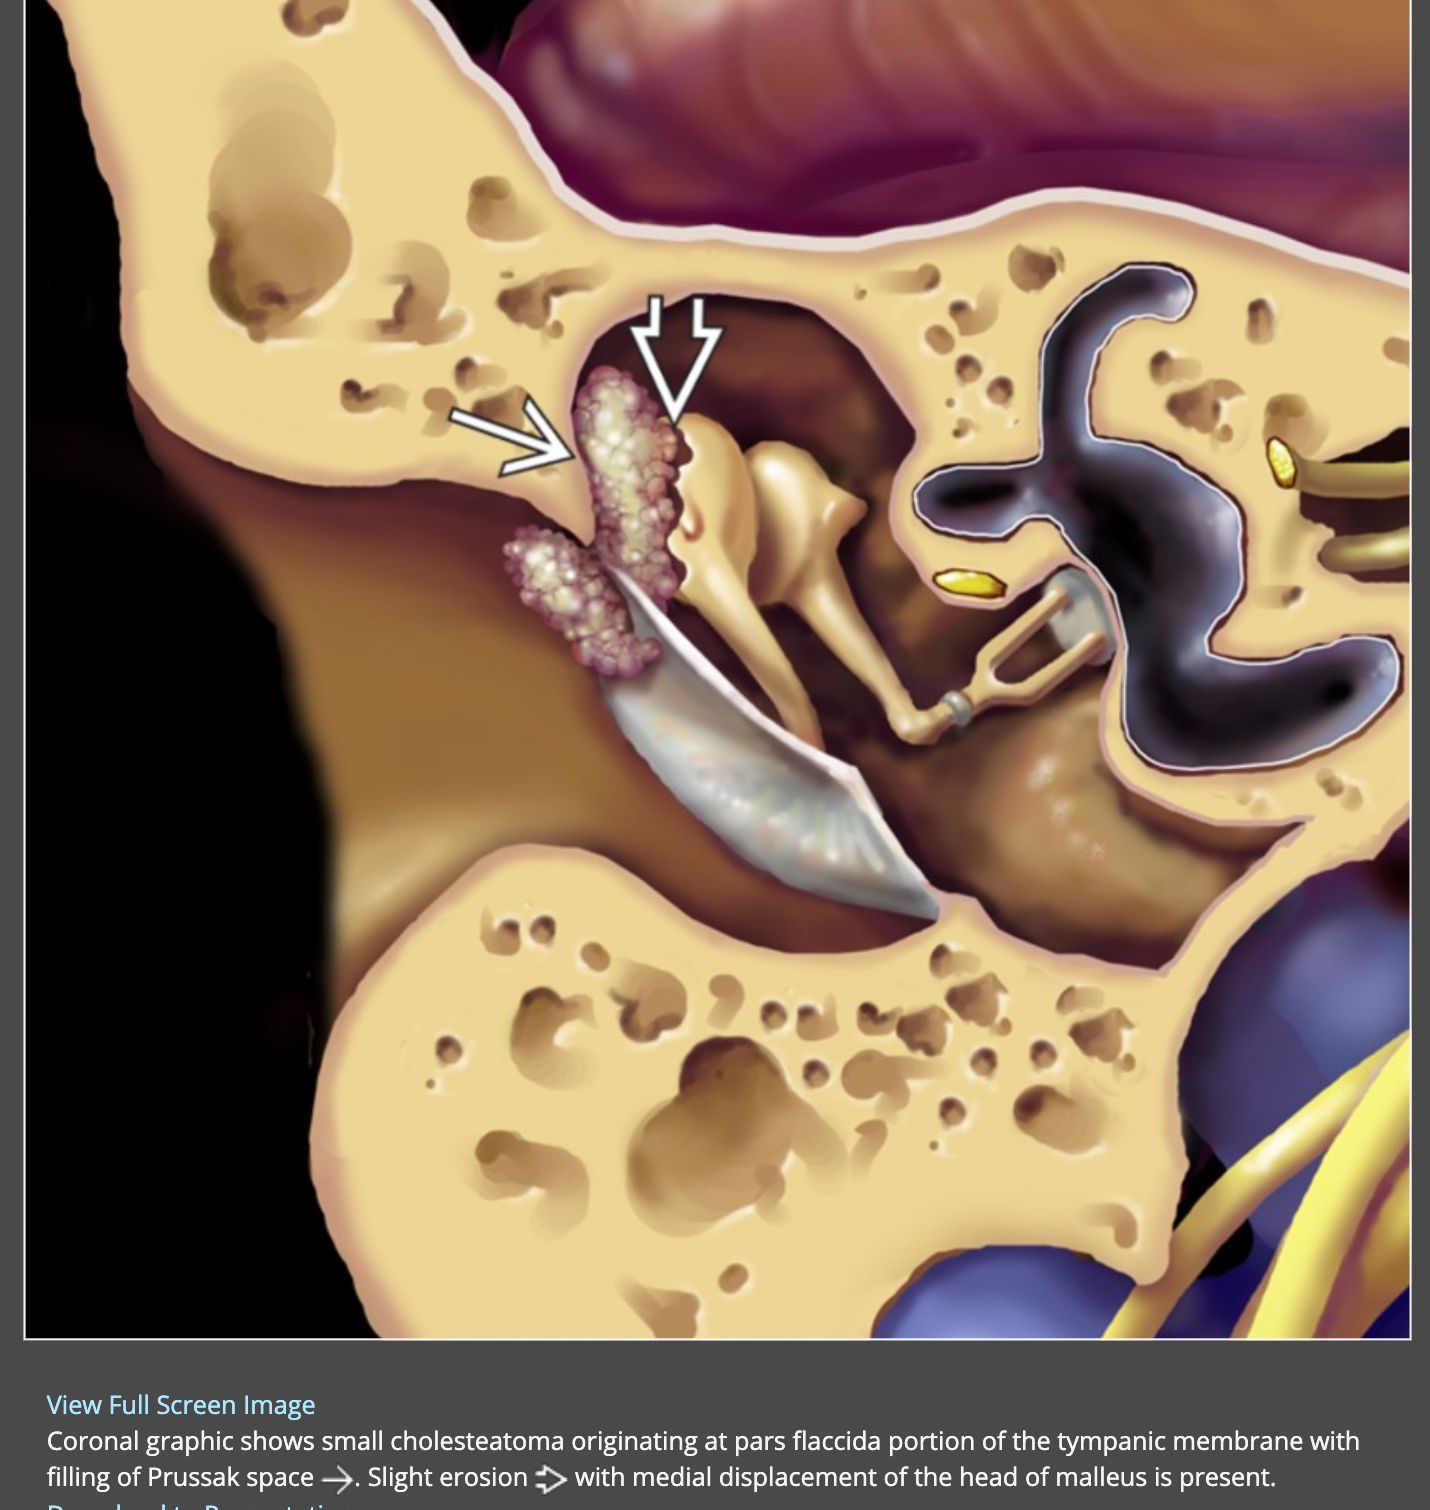 View Full Screen Image
Coronal graphic shows small cholesteatoma originating at pars flaccida portion of the tympanic membrane with
filling of Prussak space →. Slight erosion ⮆ with medial displacement of the head of malleus is present.